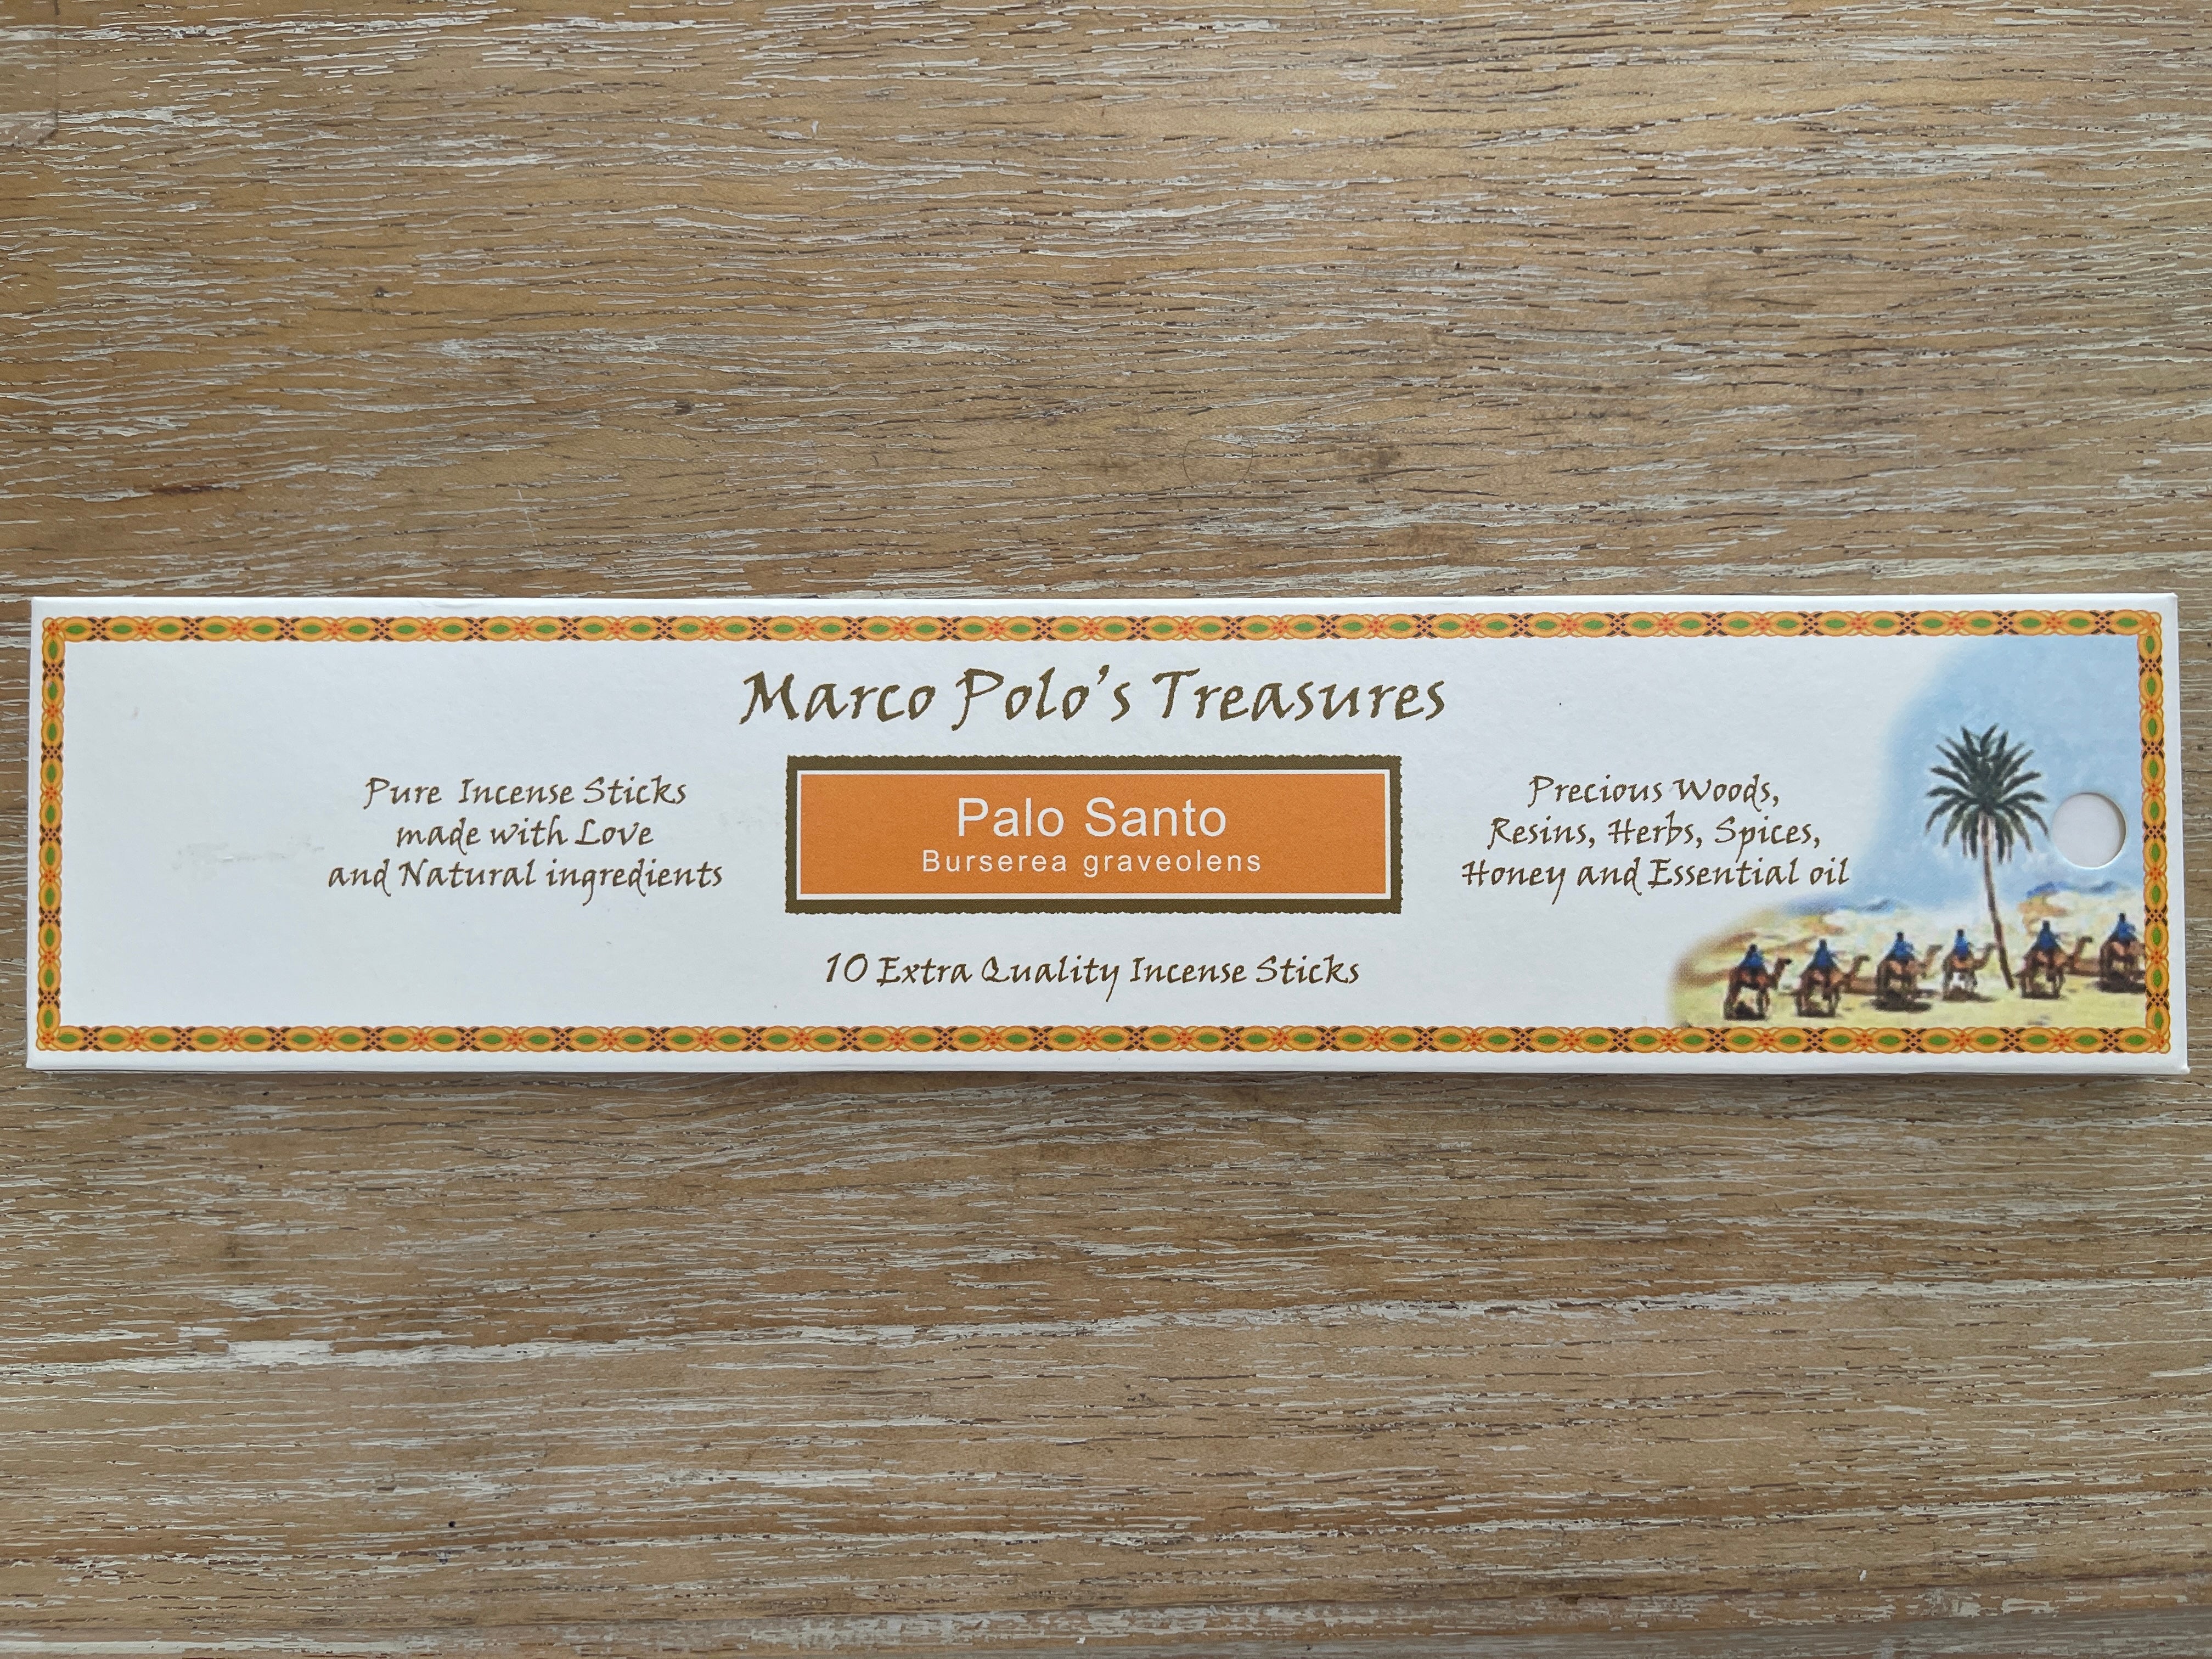 Marco Polo's Treasures
Pure Incense Sticks
made with Love
and Natural ingredients
Palo Santo
Burserea graveolens
Precious Woods,
Resins, Herbs, Spices,
Honey and Essential oil
10 Extra Quality Incense Sticks